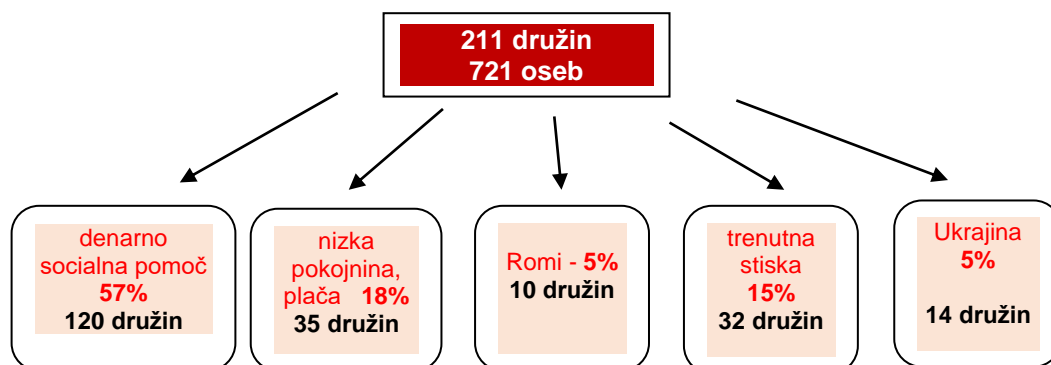 211 družin
721 oseb
denarno
socialna pomoč
57%
120 družin
nizka
pokojnina,
plača 18%
35 družin
Romi - 5%
10 družin
trenutna
stiska
15%
32 družin
Ukrajina
5%
14 družin